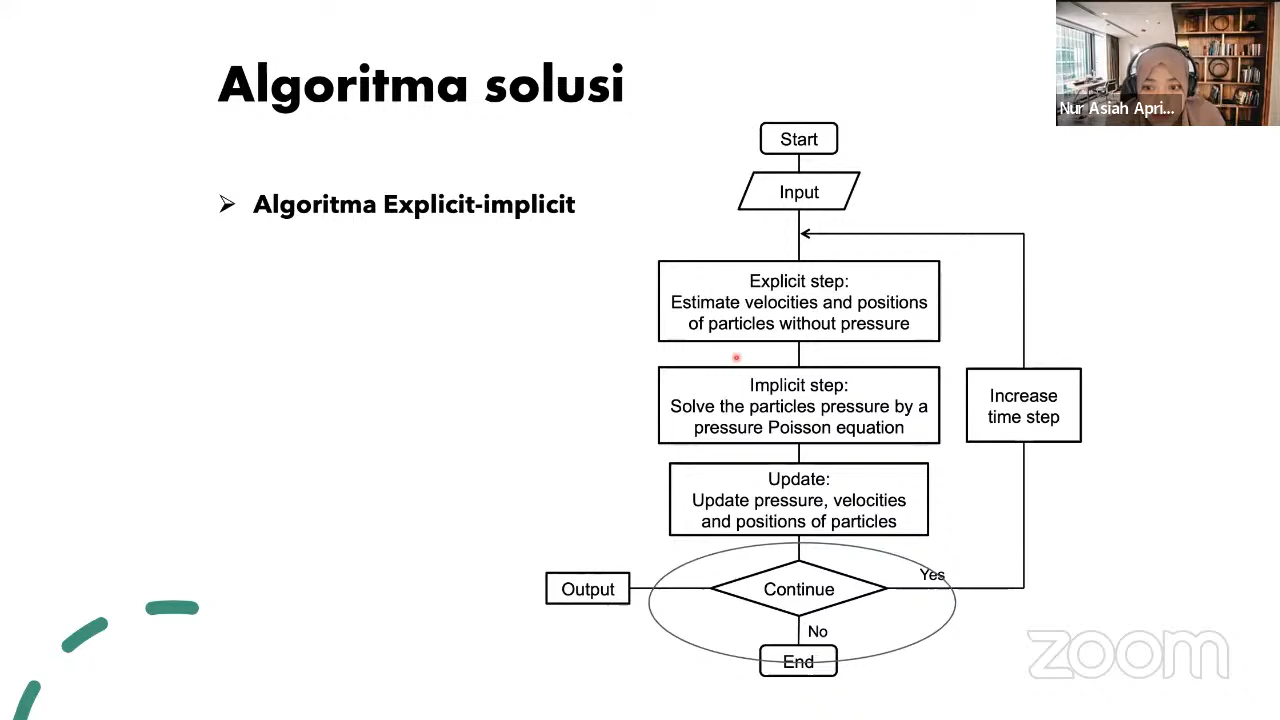 Algoritma solusi
Nur Asiah Apri...
➢ Algoritma Explicit-implicit
Start
Input
Explicit step:
Estimate velocities and positions
of particles without pressure
Implicit step:
Solve the particles pressure by a
pressure Poisson equation
Increase
time step
Update:
Update pressure, velocities
and positions of particles
Output
Continue
Yes
No
End
zoom